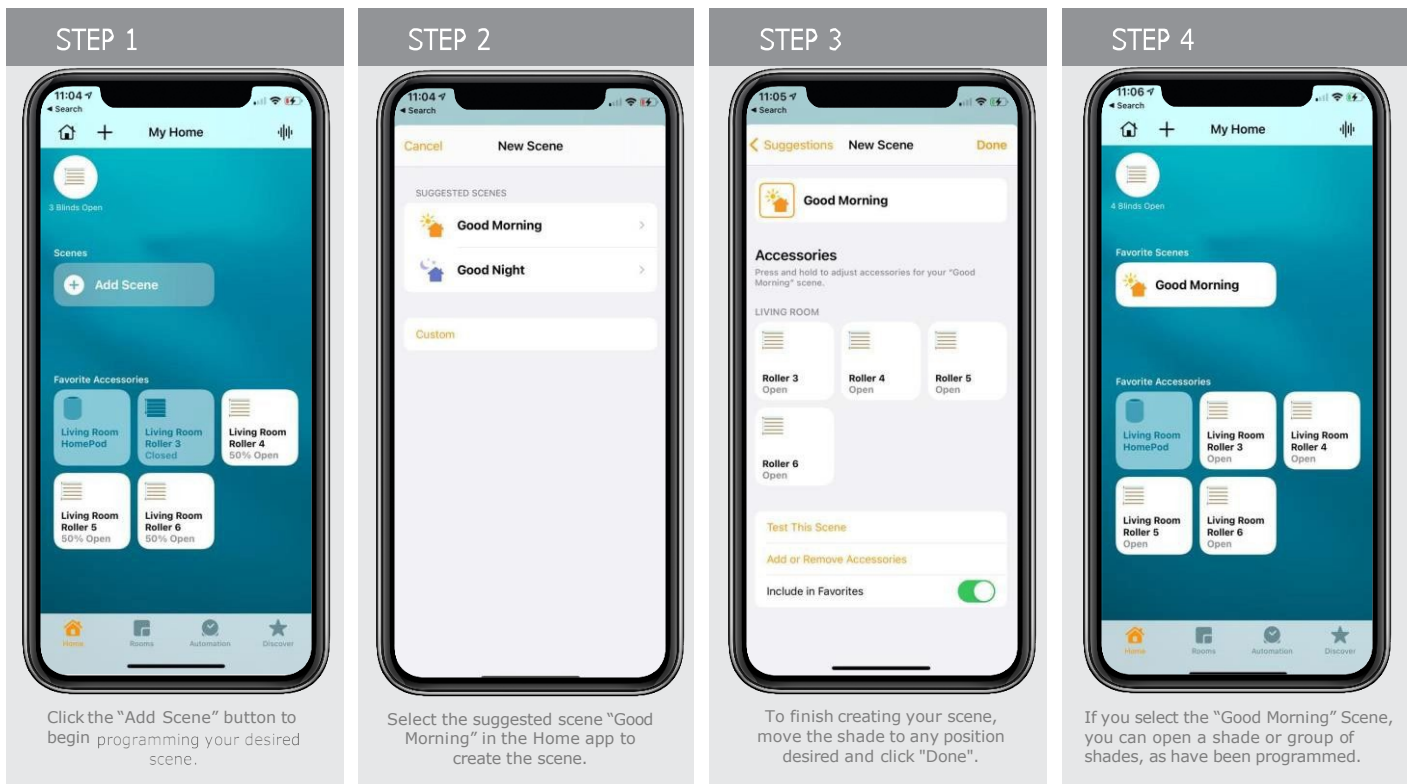 STEP 1
11:04
◀ Search
My Home
3 Blinds Open
Scenes
Add Scene
Favorite Accessories
Living Room
HomePod
Living Room
Roller 3
Closed
Living Room
Roller 4
50% Open
Living Room
Roller 5
50% Open
Living Room
Roller 6
50% Open
Home
Rooms
Automation
Discover
Click the “Add Scene” button to
begin programming your desired
scene.
STEP 2
11:04
◀ Search
Cancel
New Scene
SUGGESTED SCENES
Good Morning
Good Night
Custom
Select the suggested scene “Good
Morning” in the Home app to
create the scene.
STEP 3
11:05
◀ Search
Suggestions
New Scene
Done
Good Morning
Accessories
Press and hold to adjust accessories for your "Good
Morning" scene.
LIVING ROOM
Roller 3
Open
Roller 4
Open
Roller 5
Open
Roller 6
Open
Test This Scene
Add or Remove Accessories
Include in Favorites
To finish creating your scene,
move the shade to any position
desired and click "Done".
STEP 4
11:06
◀ Search
My Home
4 Blinds Open
Favorite Scenes
Good Morning
Favorite Accessories
Living Room
HomePod
Living Room
Roller 3
Open
Living Room
Roller 4
Open
Living Room
Roller 5
Open
Living Room
Roller 6
Open
Home
Rooms
Automation
Discover
If you select the “Good Morning” Scene,
you can open a shade or group of
shades, as have been programmed.